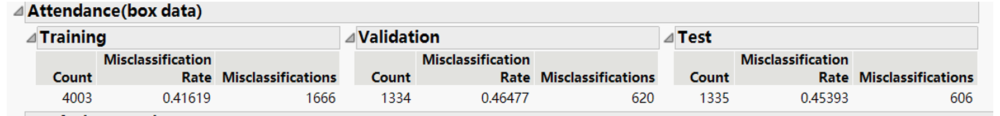 Attendance(box data)
Training Validation Test
Misclassification Misclassification Misclassification
Count Rate Misclassifications Count Rate Misclassifications Count Rate Misclassifications
4003 0.41619 1666 1334 0.46477 620 1335 0.45393 606